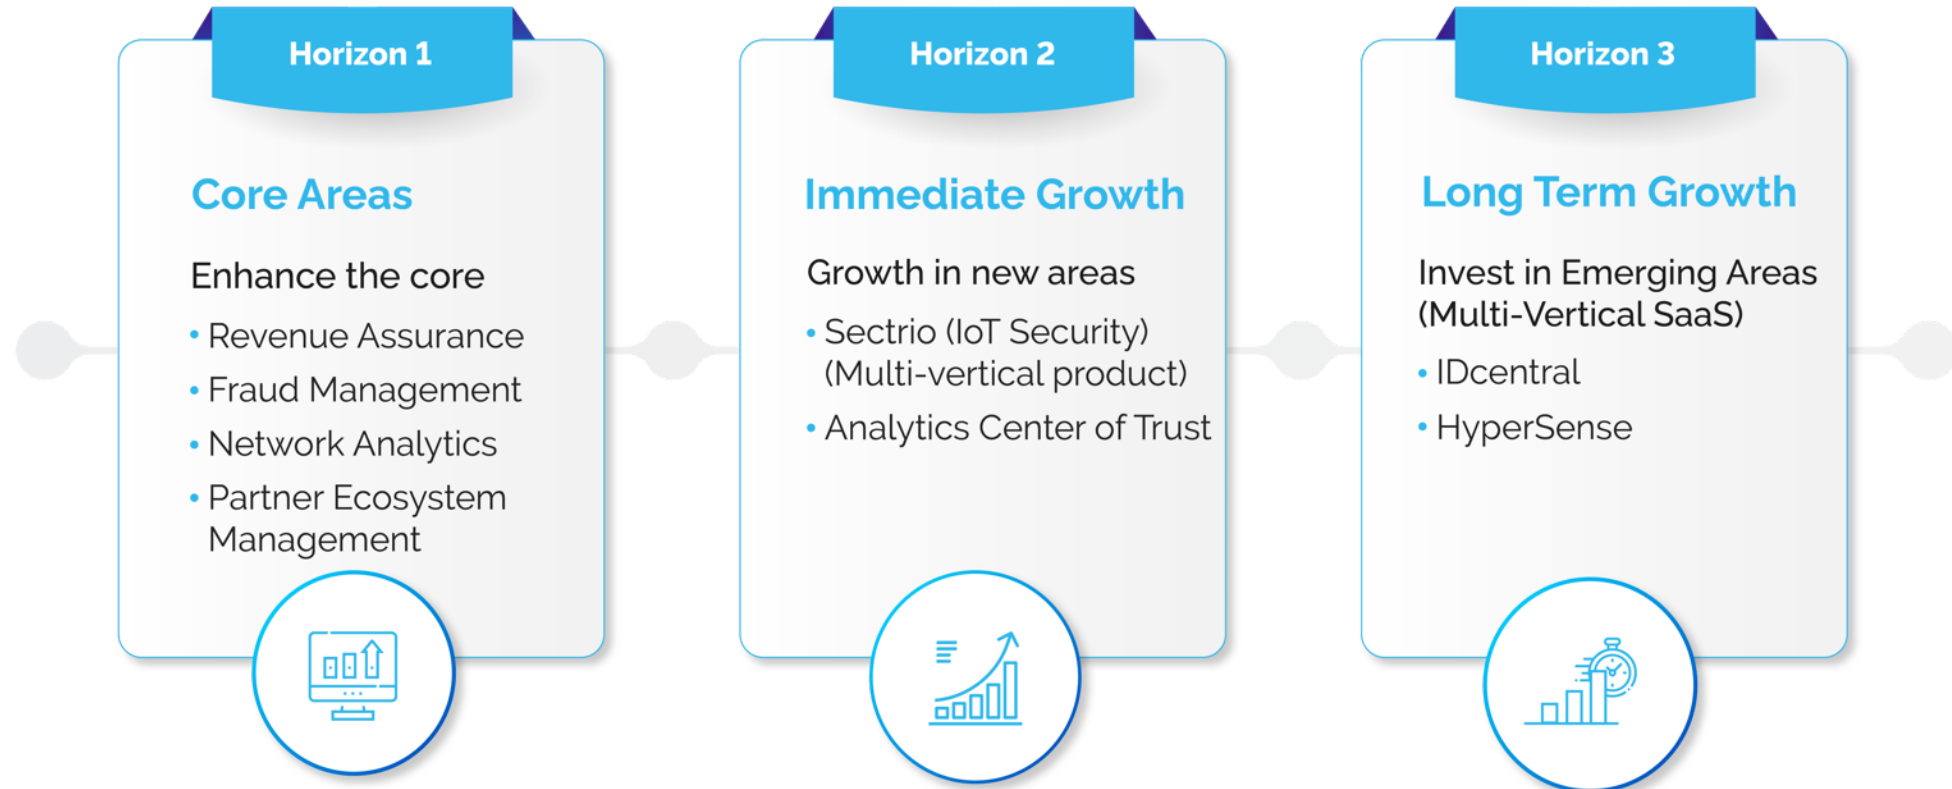 Horizon 1
Core Areas
Enhance the core
• Revenue Assurance
• Fraud Management
• Network Analytics
• Partner Ecosystem
Management
Horizon 2
Immediate Growth
Growth in new areas
• Sectrio (IoT Security)
(Multi-vertical product)
• Analytics Center of Trust
Horizon 3
Long Term Growth
Invest in Emerging Areas
(Multi-Vertical SaaS)
• IDcentral
• HyperSense